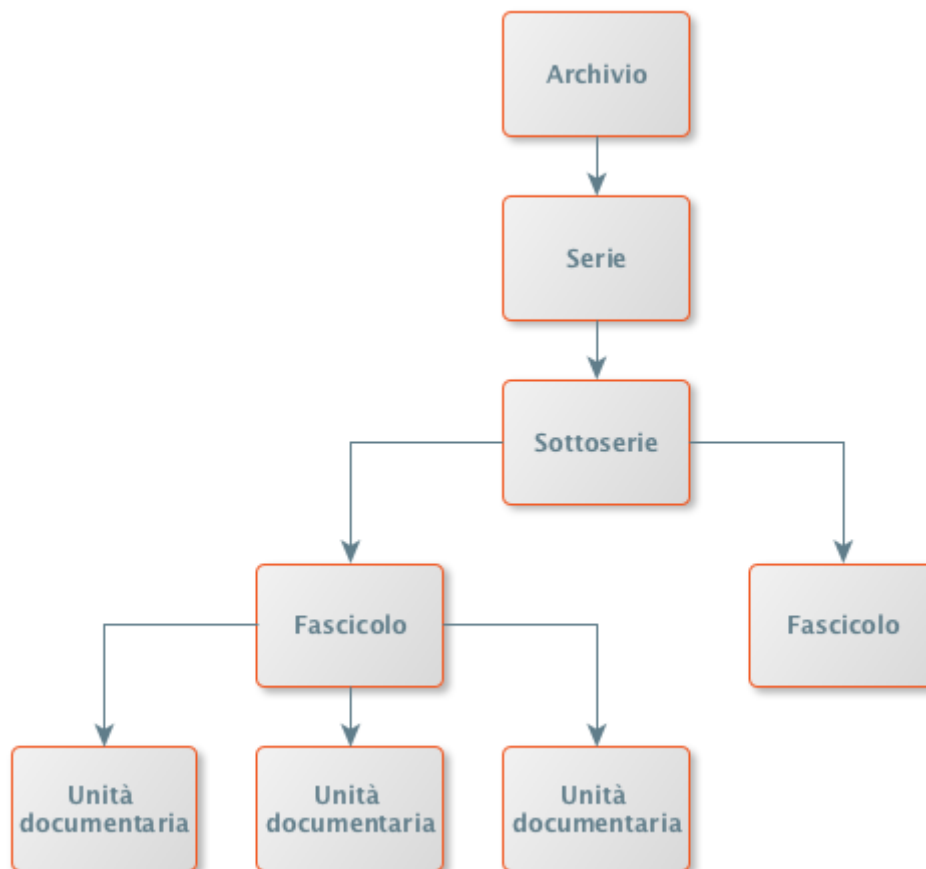 Archivio
Serie
Sottoserie
Fascicolo
Fascicolo
Unità
documentaria
Unità
documentaria
Unità
documentaria